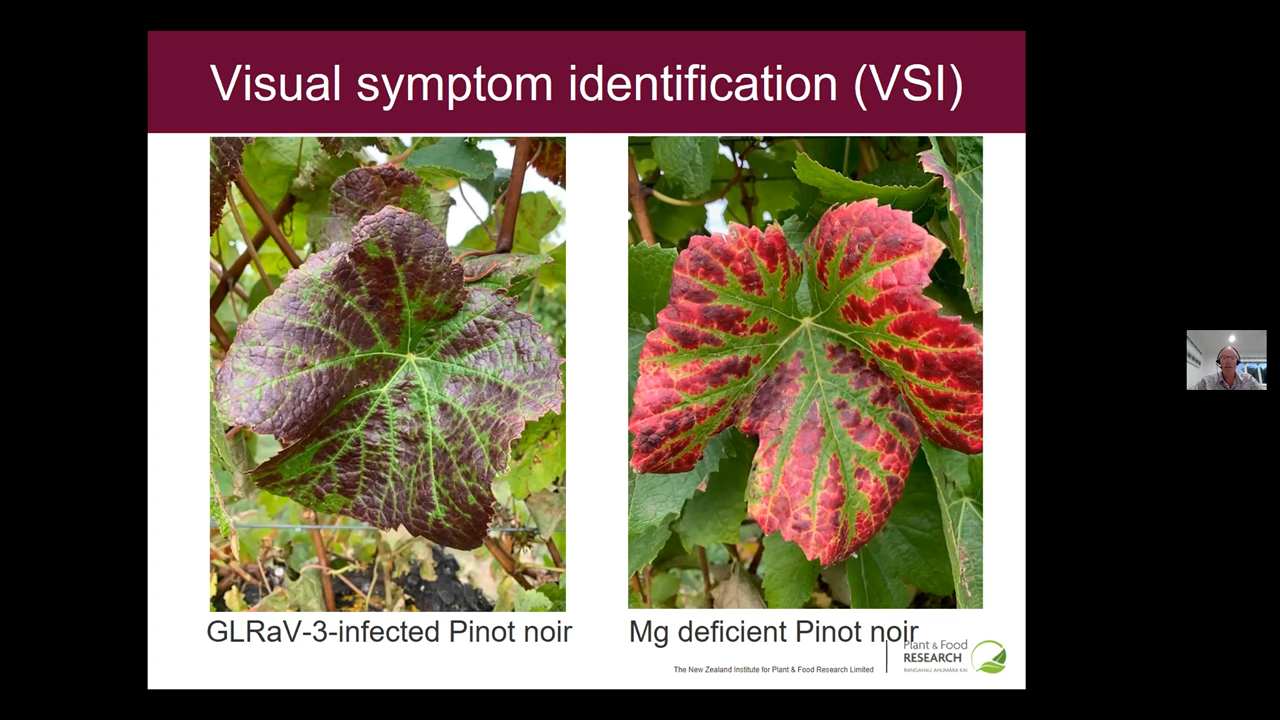 Visual symptom identification (VSI)
GLRaV-3-infected Pinot noir
Mg deficient Pinot noir
The New Zealand Institute for Plant & Food Research Limited
Plant & Food
RESEARCH
RANGAHAU AHUMĀRA KAI